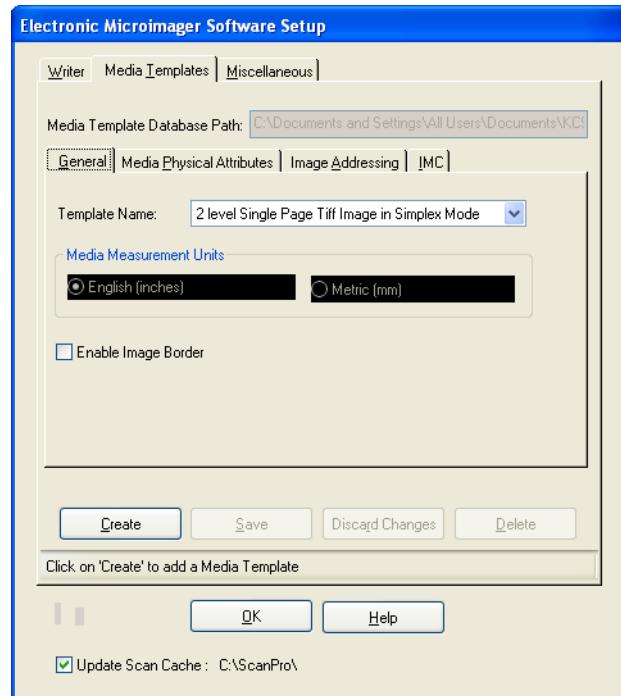 Electronic Microimager Software Setup
Writer Media Templates Miscellaneous
Media Template Database Path: C:\Documents and Settings\All Users\Documents\KCS
General Media Physical Attributes Image Addressing IMC
Template Name: 2 level Single Page Tiff Image in Simplex Mode
Media Measurement Units
English (inches) Metric (mm)
Enable Image Border
Create Save Discard Changes Delete
Click on 'Create' to add a Media Template
OK Help
Update Scan Cache : C:\ScanPro\